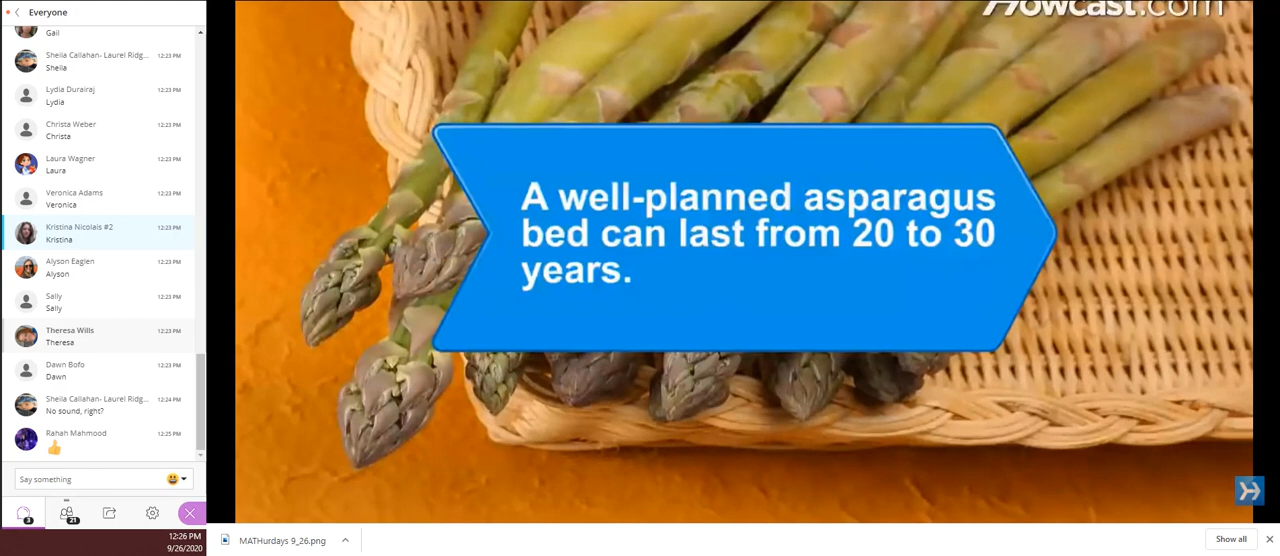 Everyone
Gail
Sheila Callahan- Laurel Ridg... 12:23 PM
Sheila
Lydia Durairaj 12:23 PM
Lydia
Christa Weber 12:23 PM
Christa
Laura Wagner 12:23 PM
Laura
Veronica Adams 12:23 PM
Veronica
Kristina Nicolais #2 12:23 PM
Kristina
Alyson Eaglen 12:23 PM
Alyson
Sally 12:23 PM
Sally
Theresa Wills 12:23 PM
Theresa
Dawn Bofo 12:23 PM
Dawn
Sheila Callahan- Laurel Ridg... 12:24 PM
No sound, right?
Rahah Mahmood 12:25 PM
👍
Say something
3
21
12:26 PM
9/26/2020
Howcast.com
A well-planned asparagus
bed can last from 20 to 30
years.
MATHurdays 9_26.png
Show all